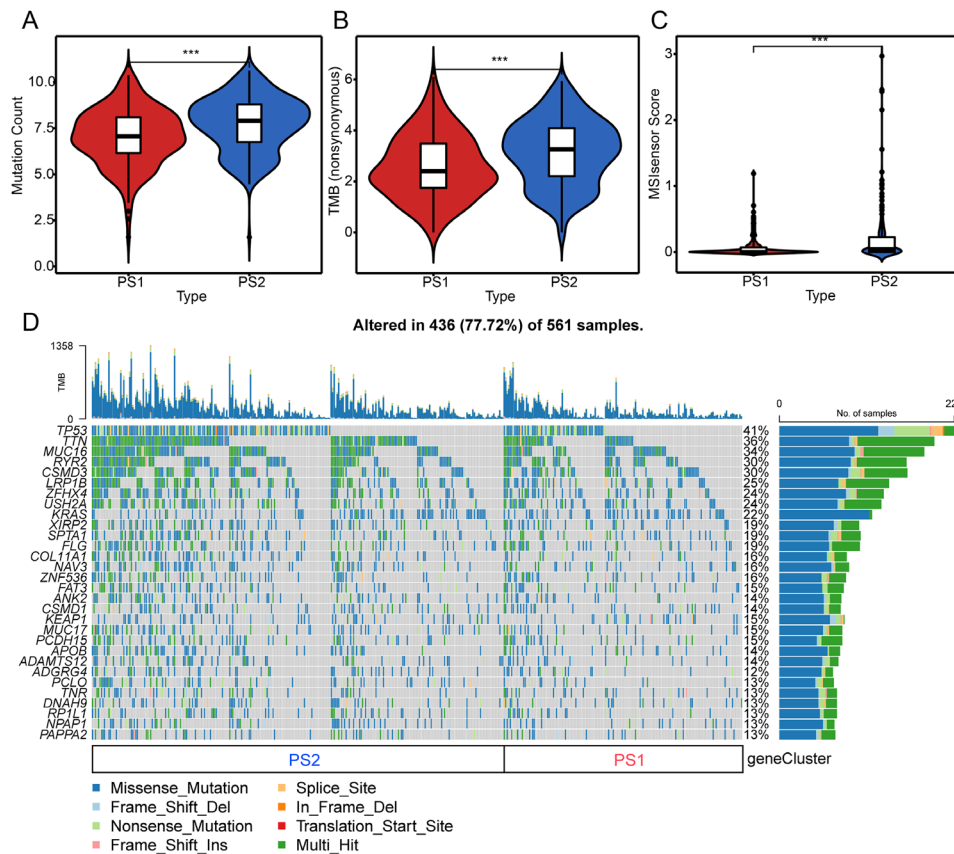 A
B
C
***
***
***
Mutation Count
10.0
7.5
5.0
2.5
0.0
PS1
PS2
Type
TMB (nonsynonymous)
6
4
2
0
PS1
PS2
Type
MSIsensor Score
3
2
1
0
PS1
PS2
Type
D
Altered in 436 (77.72%) of 561 samples.
TMB
1358
0
0
22
No. of samples
TP53 41%
TTN 36%
MUC16 34%
RYR2 30%
CSMD3 30%
LRP1B 25%
ZFHX4 24%
USH2A 24%
KRAS 22%
XIRP2 19%
SPTA1 19%
FLG 19%
COL11A1 16%
NAV3 16%
ZNF536 16%
FAT3 15%
ANK2 14%
CSMD1 14%
KEAP1 15%
MUC17 15%
PCDH15 15%
APOB 14%
ADAMTS12 14%
ADGRG4 12%
PCLO 13%
TNR 13%
DNAH9 13%
RP1L1 13%
NPAP1 13%
PAPPA2 13%
PS2 PS1 geneCluster
Missense_Mutation Splice_Site
Frame_Shift_Del In_Frame_Del
Nonsense_Mutation Translation_Start_Site
Frame_Shift_Ins Multi_Hit